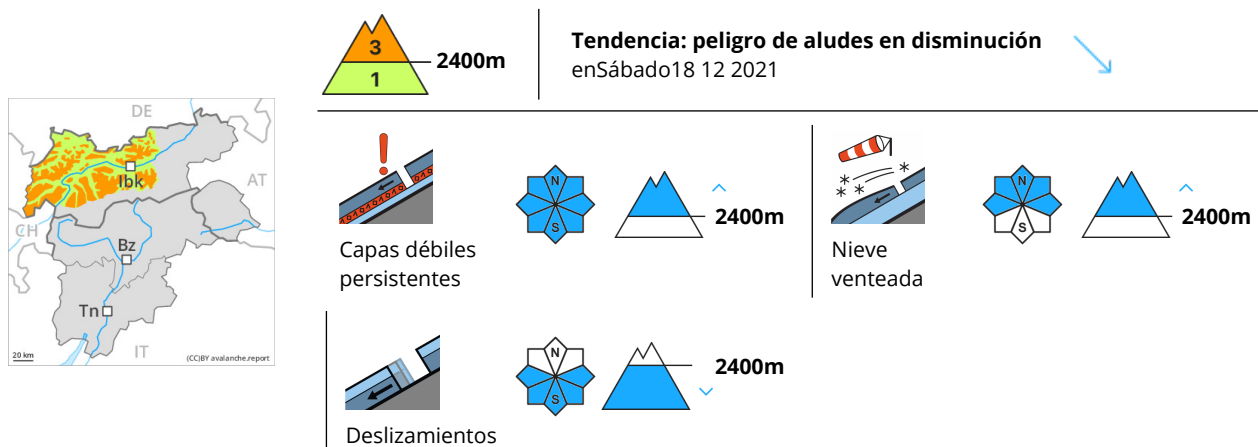 3
1
2400m
Tendencia: peligro de aludes en disminución
enSábado18 12 2021
DE
AT
CH
IT
Ibk
Bz
Tn
20 km
(CC)BY avalanche.report
N
S
2400m
Capas débiles
persistentes
N
S
2400m
Nieve
venteada
N
S
2400m
Deslizamientos